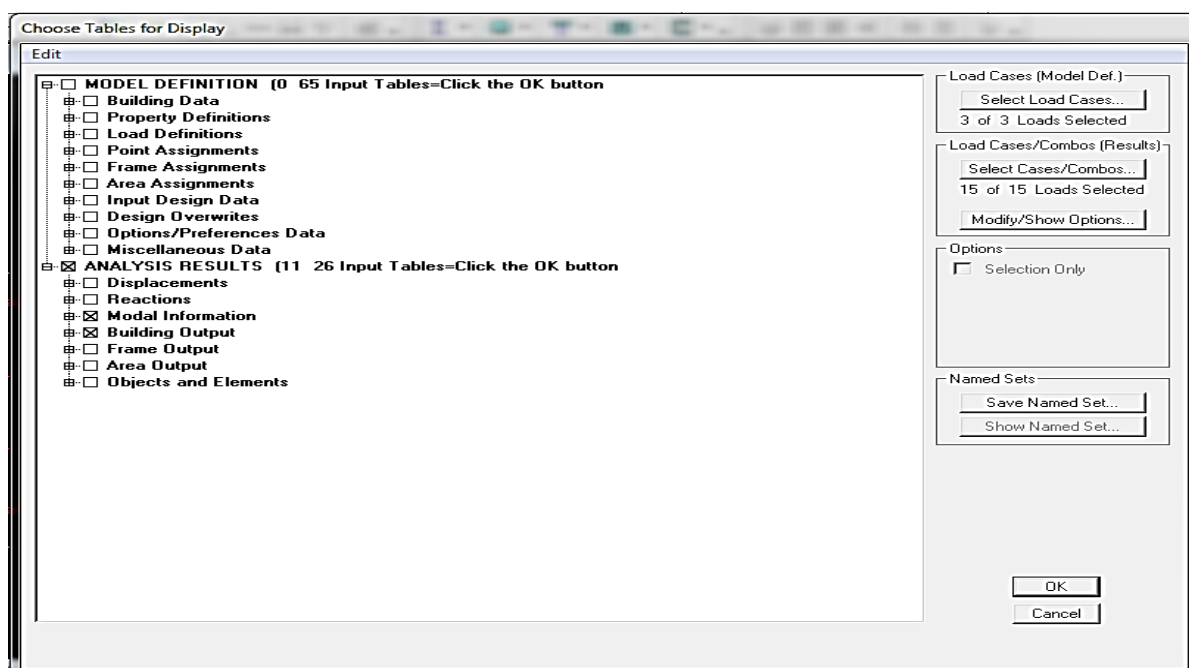 Choose Tables for Display
Edit
MODEL DEFINITION (0 65 Input Tables=Click the OK button
Building Data
Property Definitions
Load Definitions
Point Assignments
Frame Assignments
Area Assignments
Input Design Data
Design Overwrites
Options/Preferences Data
Miscellaneous Data
ANALYSIS RESULTS (11 26 Input Tables=Click the OK button
Displacements
Reactions
Modal Information
Building Output
Frame Output
Area Output
Objects and Elements
Load Cases (Model Def.)
Select Load Cases...
3 of 3 Loads Selected
Load Cases/Combos (Results)
Select Cases/Combos...
15 of 15 Loads Selected
Modify/Show Options...
Options
Selection Only
Named Sets
Save Named Set...
Show Named Set...
OK
Cancel